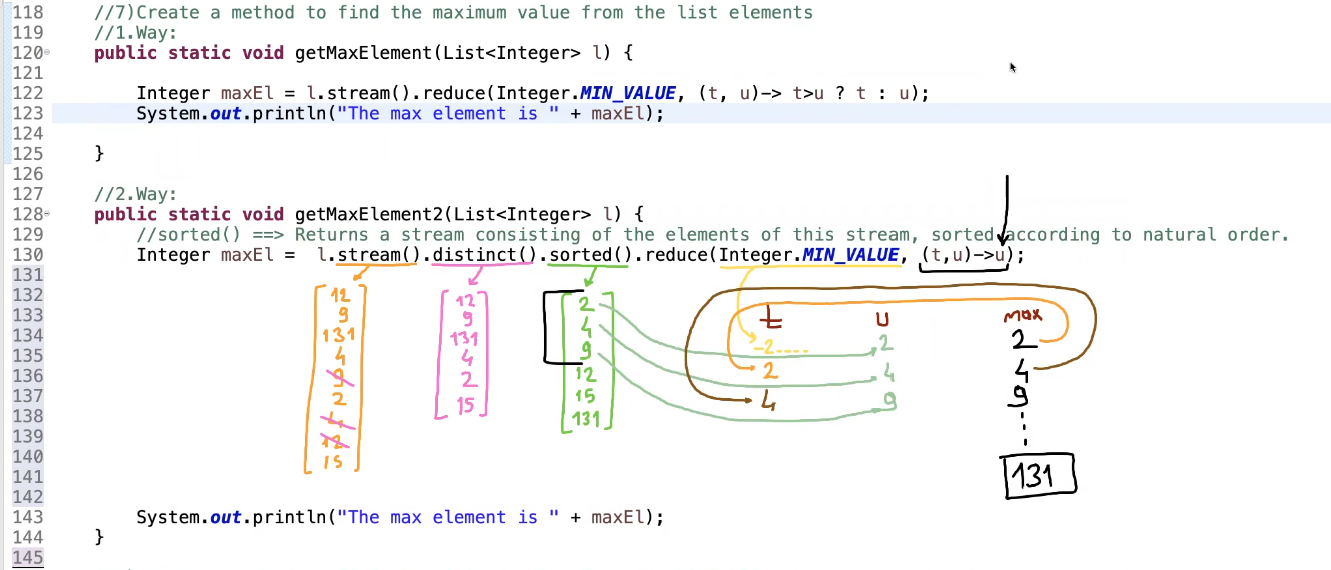 118 //7)Create a method to find the maximum value from the list elements
119 //1.Way:
120 public static void getMaxElement(List<Integer> l) {
121
122 Integer maxEl = l.stream().reduce(Integer.MIN_VALUE, (t, u)-> t>u ? t : u);
123 System.out.println("The max element is " + maxEl);
124
125 }
126
127 //2.Way:
128 public static void getMaxElement2(List<Integer> l) {
129 //sorted() ==> Returns a stream consisting of the elements of this stream, sorted according to natural order.
130 Integer maxEl =  l.stream().distinct().sorted().reduce(Integer.MIN_VALUE, (t,u)->u);
131
132 12 12 2
133 9 9 4 t u max
134 131 131 9 -2..... 2 2
135 4 4
136 9 2 12 2 4 4
137 2 15 15 4 9 9
138 4 131
139 12
140 15
141 131
142
143 System.out.println("The max element is " + maxEl);
144 }
145